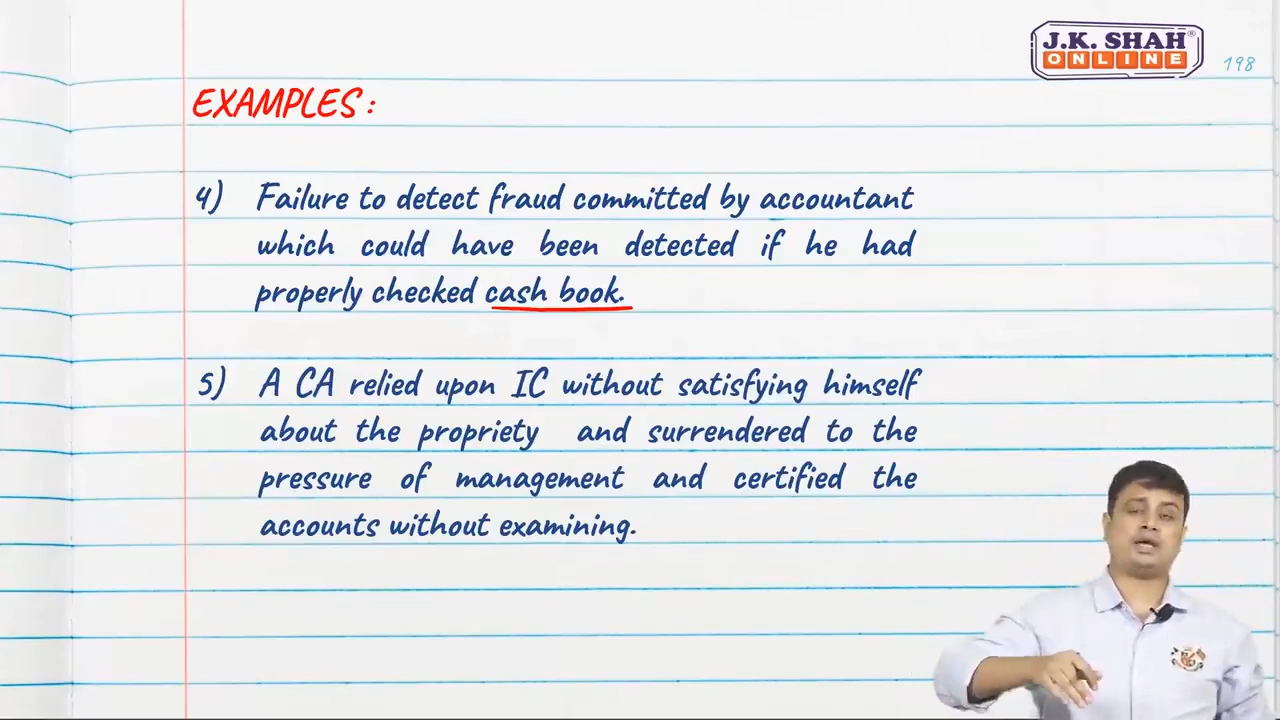 J.K. SHAH®
ONLINE
198
EXAMPLES:
4) Failure to detect fraud committed by accountant
which could have been detected if he had
properly checked cash book.
5) A CA relied upon IC without satisfying himself
about the propriety and surrendered to the
pressure of management and certified the
accounts without examining.